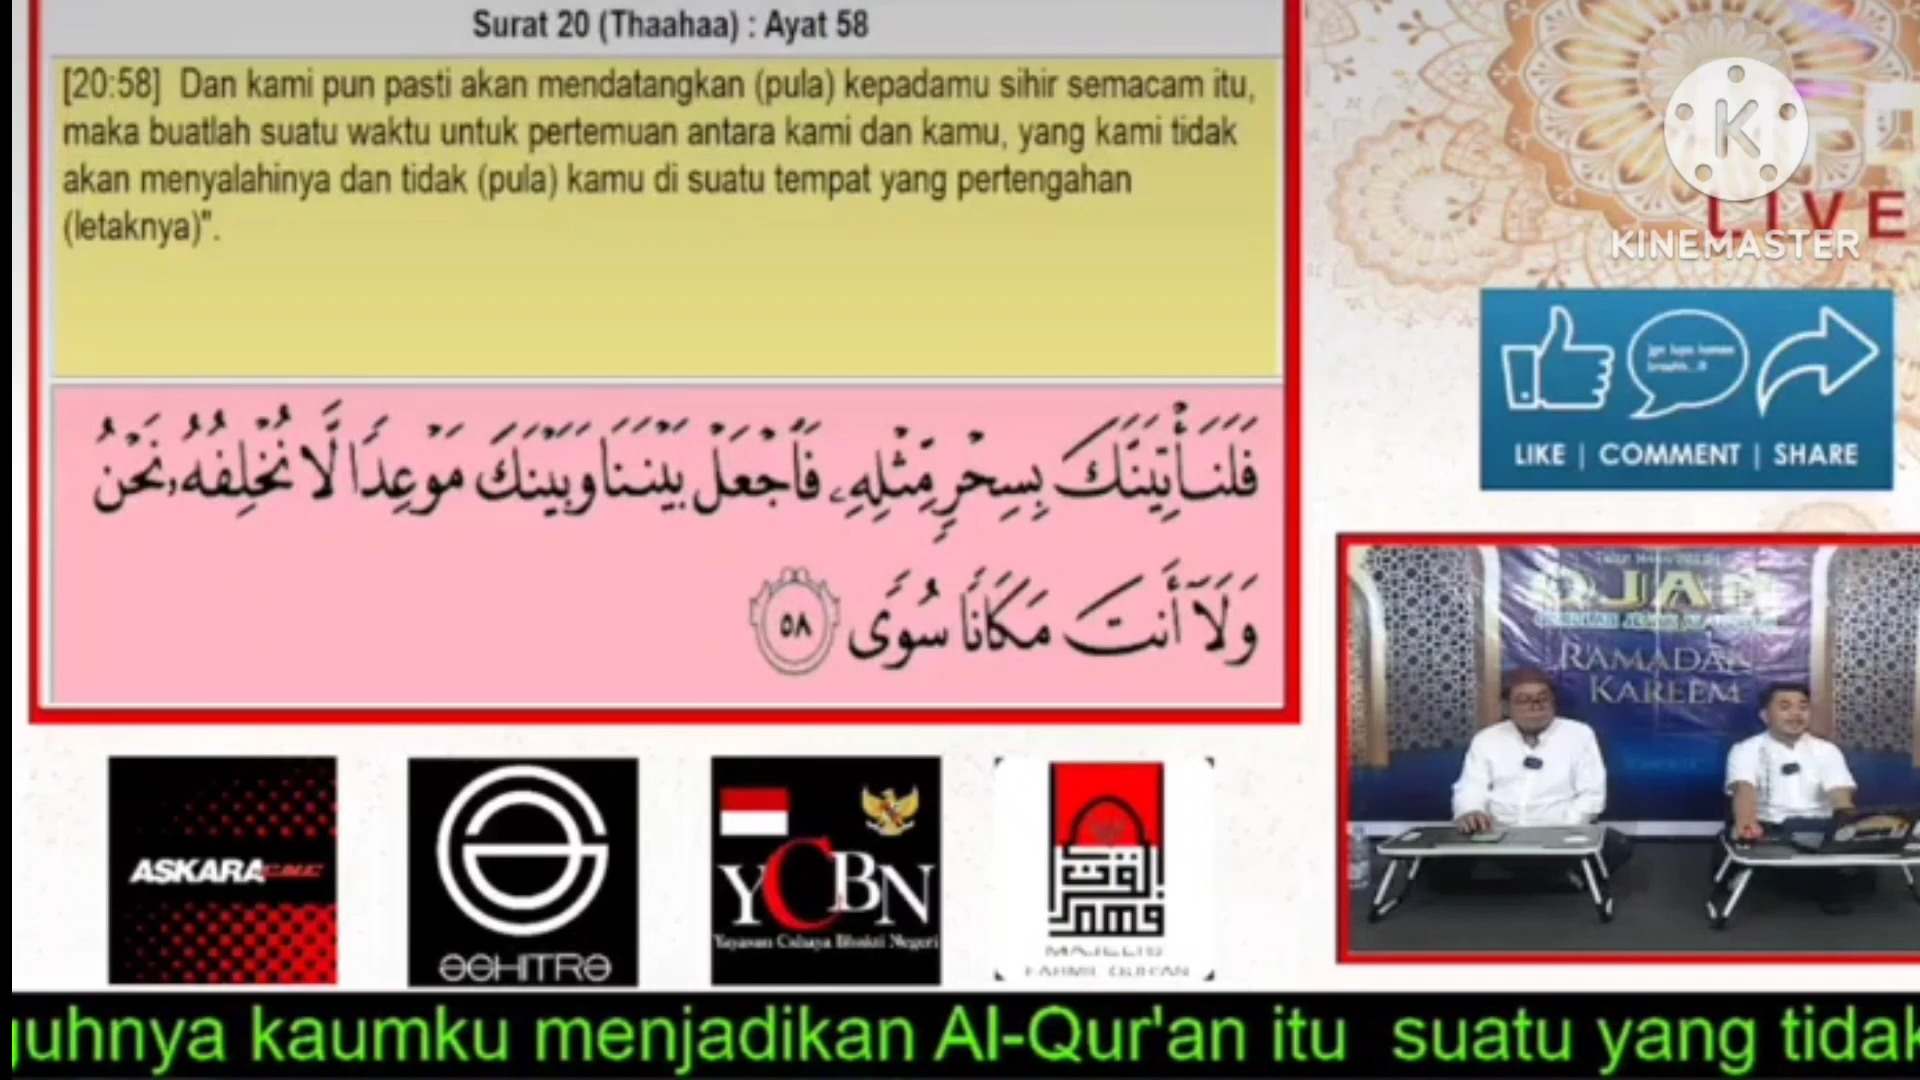 Surat 20 (Thaahaa) : Ayat 58
[20:58] Dan kami pun pasti akan mendatangkan (pula) kepadamu sihir semacam itu,
maka buatlah suatu waktu untuk pertemuan antara kami dan kamu, yang kami tidak
akan menyalahinya dan tidak (pula) kamu di suatu tempat yang pertengahan
(letaknya)".
فَلَنَأْتِيَنَّكَ بِسِحْرٍ مِّثْلِهِۦ فَٱجْعَلْ بَيْنَنَا وَبَيْنَكَ مَوْعِدًا لَّا نُخْلِفُهُۥ نَحْنُ
وَلَآ أَنتَ مَكَانًا سُوًى ٥٨
K
LIVE
KINEMASTER
LIKE | COMMENT | SHARE
QJAN
RAMADAN
KAREEM
ASKARA
YCBN
Yayasan Cahaya Bhakti Negeri
guhnya kaumku menjadikan Al-Qur'an itu suatu yang tidak